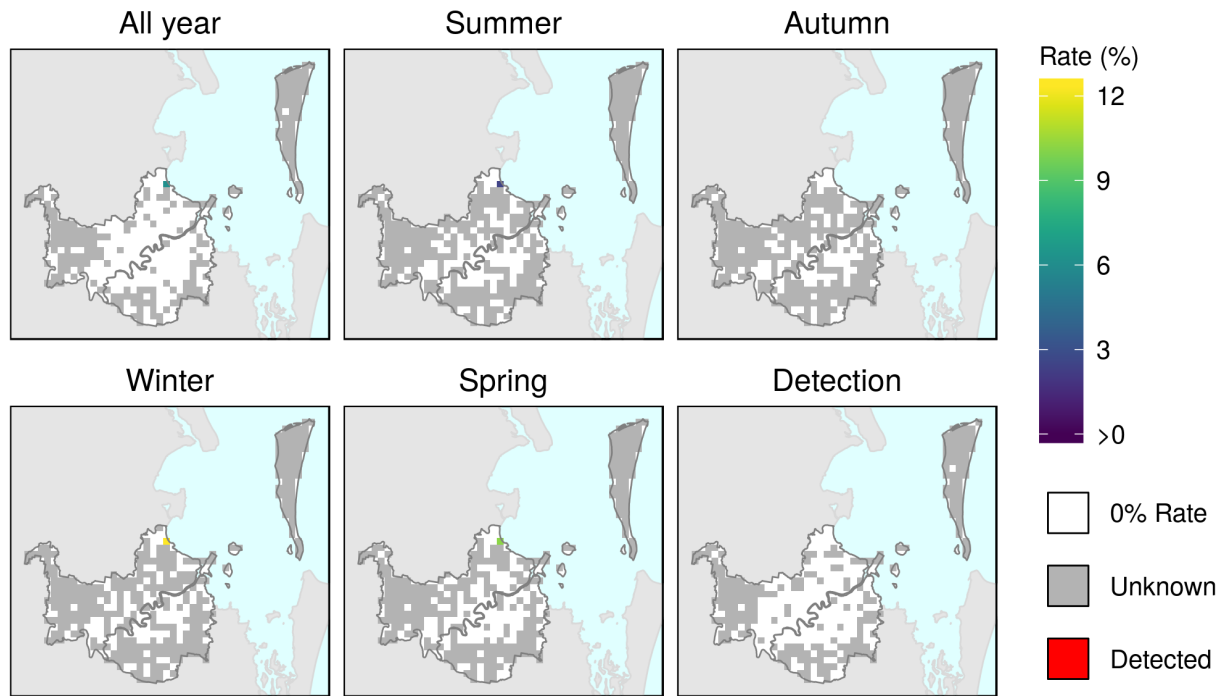 All year
Summer
Autumn
Rate (%)
12
9
6
3
>0
Winter
Spring
Detection
0% Rate
Unknown
Detected